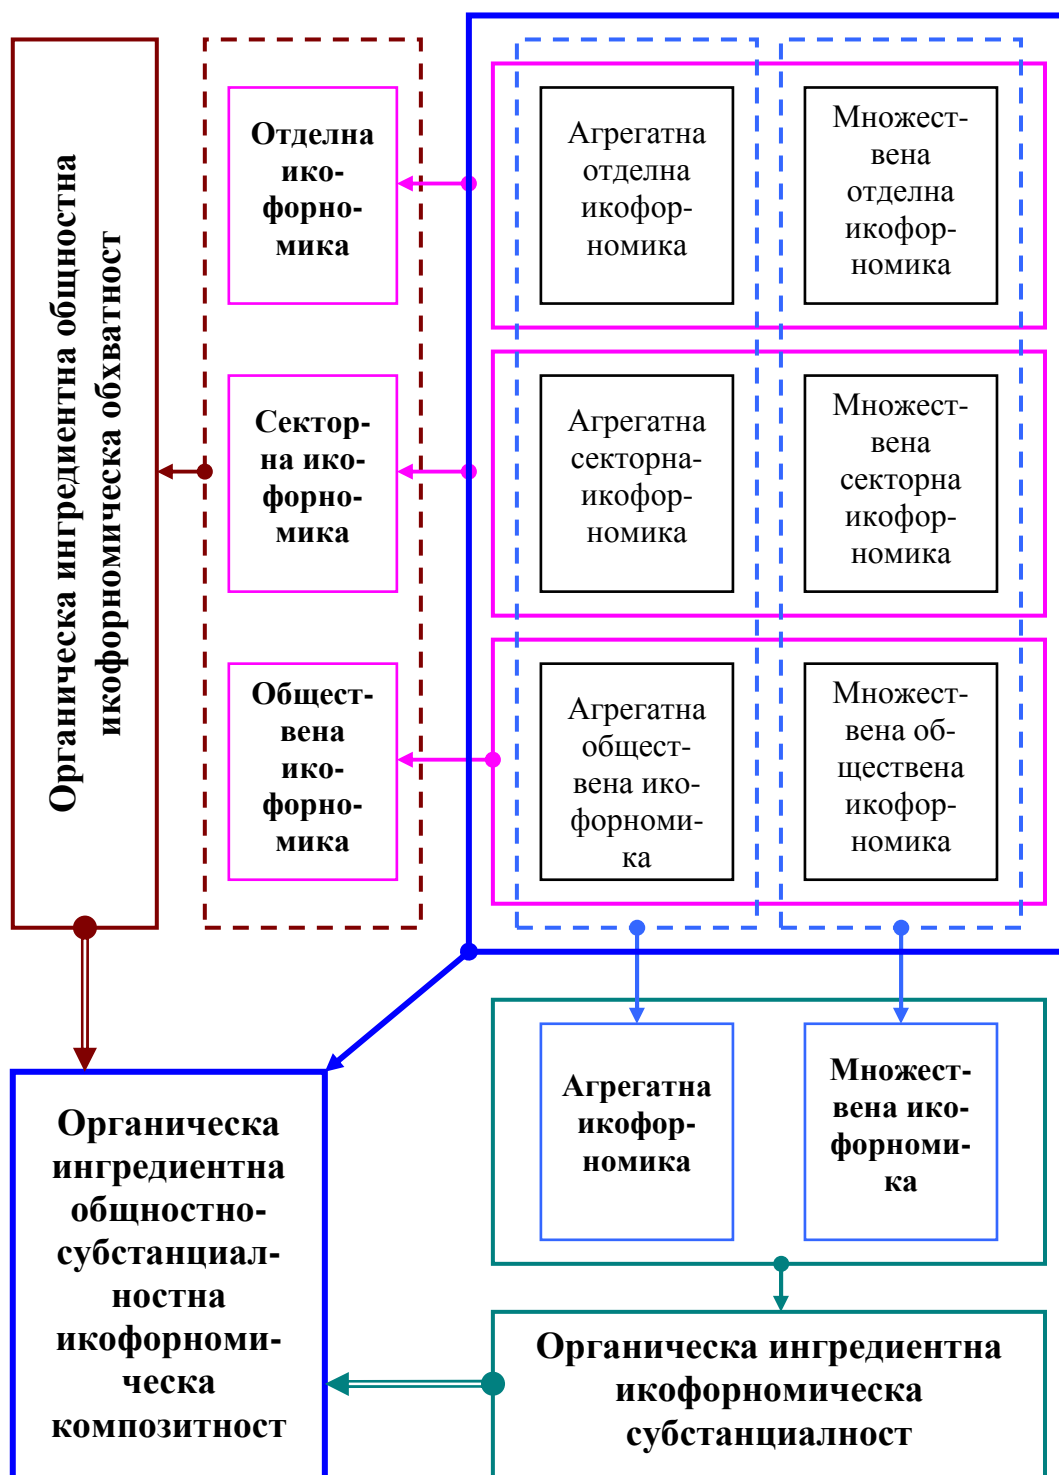 Органическа ингредиентна общностна
икофорномическа обхватност
Отделна
ико-
форно-
мика
Агрегатна
отделна
икофор-
номика
Множест-
вена
отделна
икофор-
номика
Сектор-
на ико-
форно-
мика
Агрегатна
секторна-
икофор-
номика
Множест-
вена
секторна
икофор-
номика
Общест-
вена
ико-
форно-
мика
Агрегатна
общест-
вена ико-
форноми-
ка
Множест-
вена об-
ществена
икофор-
номика
Агрегатна
икофор-
номика
Множест-
вена ико-
форноми-
ка
Органическа
ингредиентна
общностно-
субстанциал-
ностна
икофорноми-
ческа
композитност
Органическа ингредиентна
икофорномическа
субстанциалност